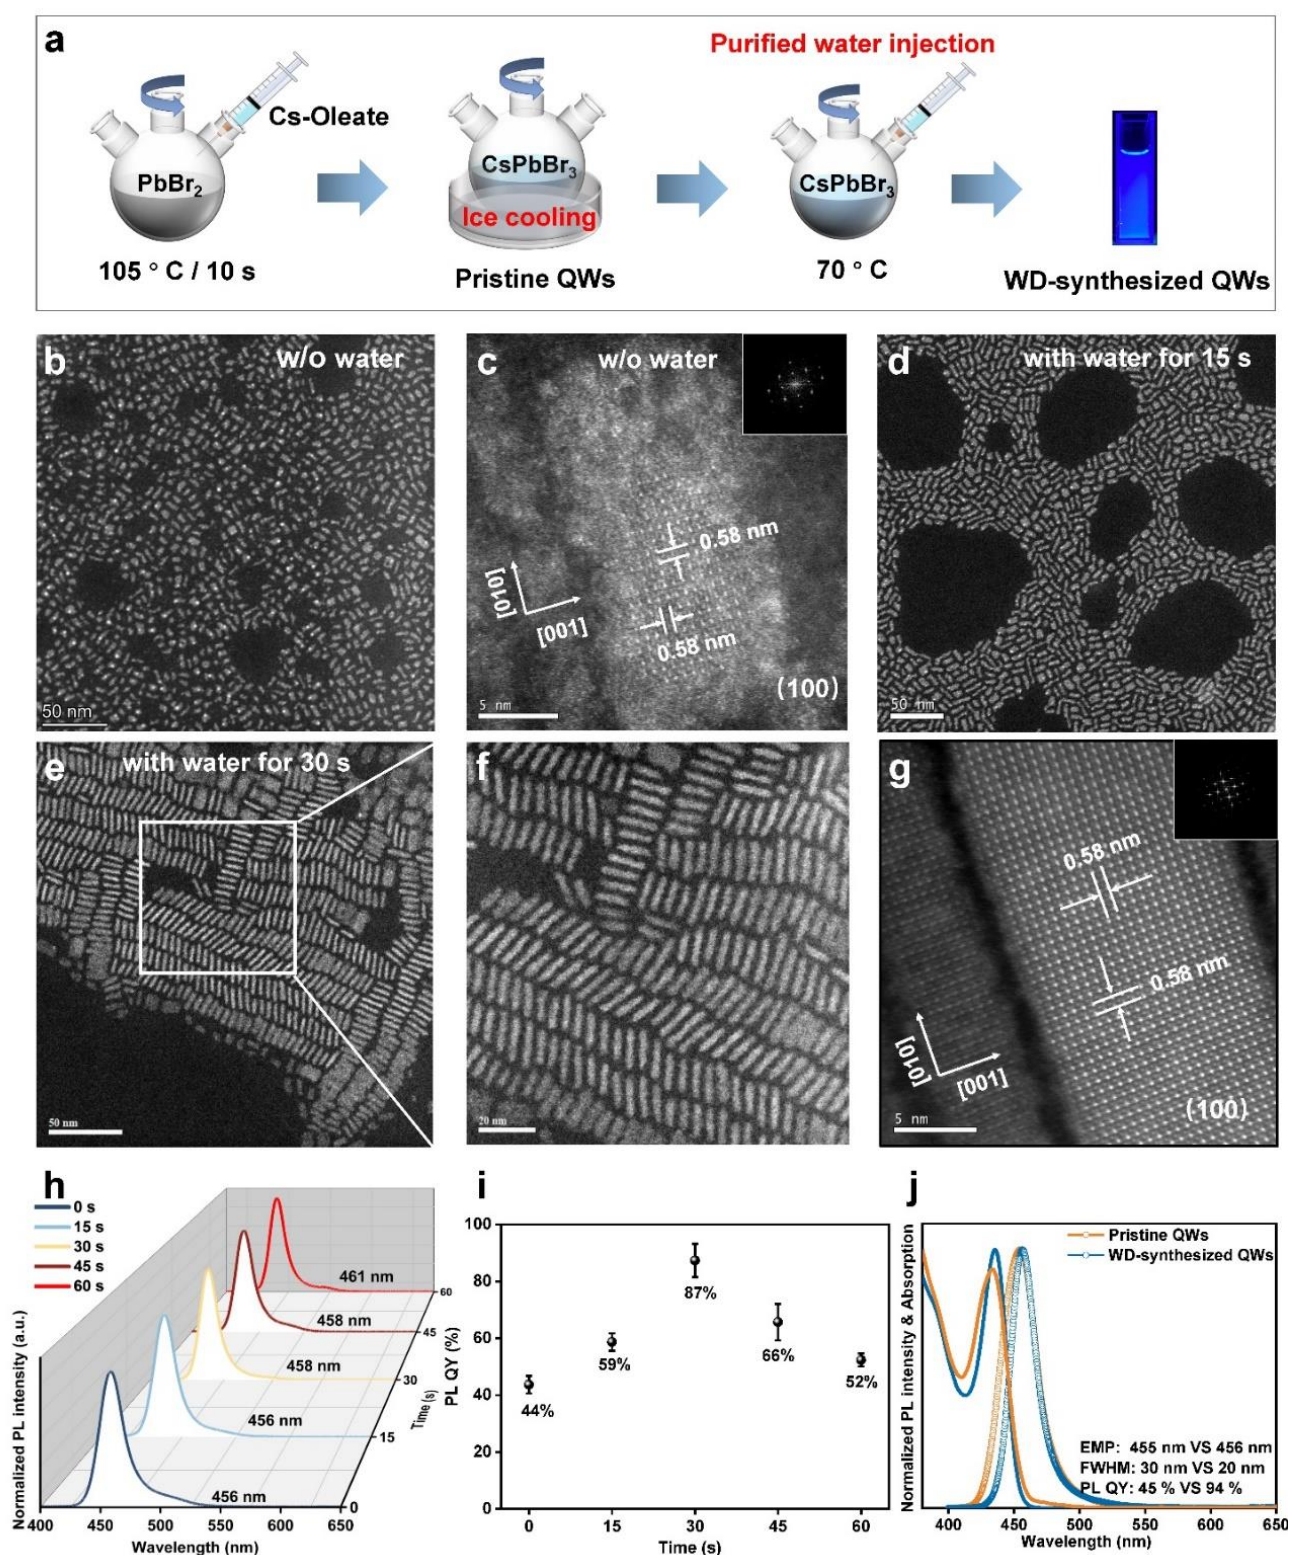 a
Purified water injection
Cs-Oleate
PbBr2
CsPbBr3
CsPbBr3
Ice cooling
105 ° C / 10 s
Pristine QWs
70 ° C
WD-synthesized QWs
b
w/o water
50 nm
c
w/o water
0.58 nm
0.58 nm
[010]
[001]
(100)
5 nm
d
with water for 15 s
50 nm
e
with water for 30 s
50 nm
f
20 nm
g
0.58 nm
0.58 nm
[010]
[001]
(100)
5 nm
h
0 s
15 s
30 s
45 s
60 s
461 nm
458 nm
458 nm
456 nm
456 nm
60
45
30
15
0
Time (s)
Normalized PL intensity (a.u.)
400 450 500 550 600 650
Wavelength (nm)
i
100
80
60
40
20
0
PL QY (%)
44%
59%
87%
66%
52%
0 15 30 45 60
Time (s)
j
Pristine QWs
WD-synthesized QWs
Normalized PL intensity & Absorption
EMP: 455 nm VS 456 nm
FWHM: 30 nm VS 20 nm
PL QY: 45 % VS 94 %
400 450 500 550 600 650
Wavelength (nm)